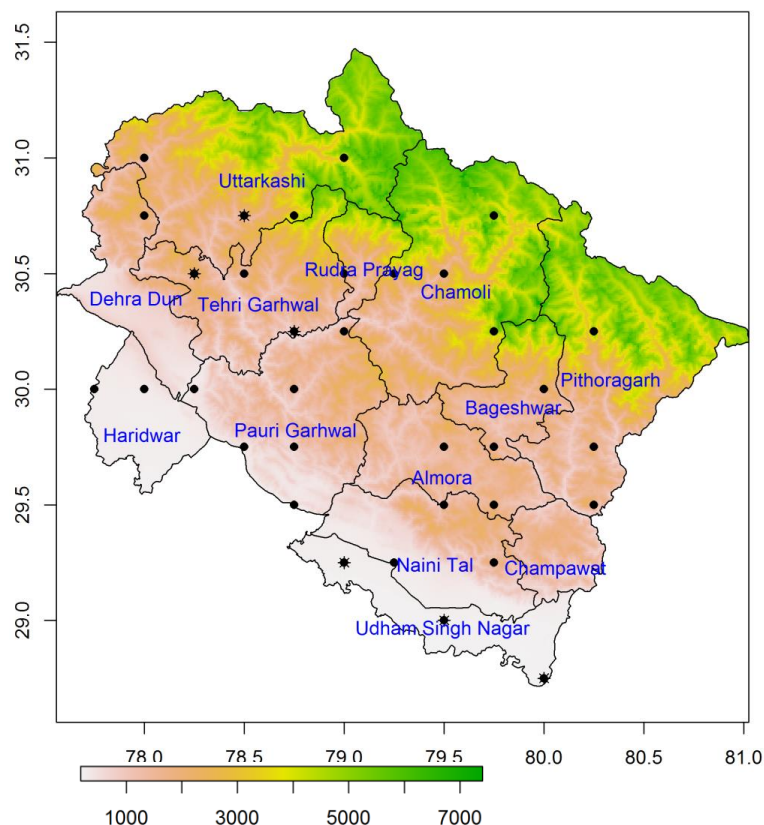 31.5
31.0
30.5
30.0
29.5
29.0
Uttarkashi
Rudra Prayag
Dehra Dun
Tehri Garhwal
Chamoli
Pithoragarh
Bageshwar
Haridwar
Pauri Garhwal
Almora
Naini Tal
Champawat
Udham Singh Nagar
78.0 78.5 79.0 79.5 80.0 80.5 81.0
1000 3000 5000 7000